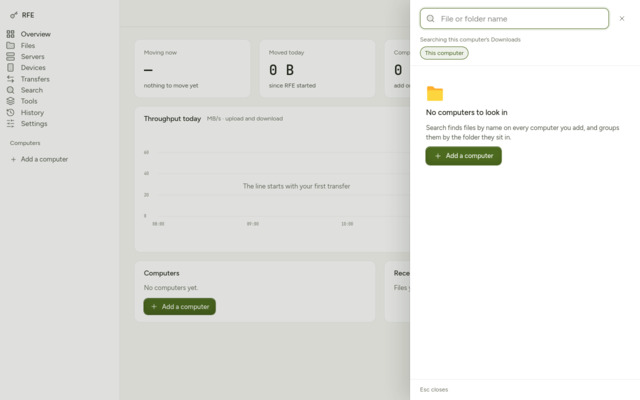 RFE
Overview
Files
Servers
Devices
Transfers
Search
Tools
History
Settings
Computers
Add a computer
Moving now
—
nothing to move yet
Moved today
0 B
since RFE started
0
Throughput today
MB/s · upload and download
60
40
20
0
The line starts with your first transfer
08:00
09:00
10:00
Computers
No computers yet.
Add a computer
File or folder name
Searching this computer's Downloads
This computer
No computers to look in
Search finds files by name on every computer you add, and groups
them by the folder they sit in.
Add a computer
Esc closes